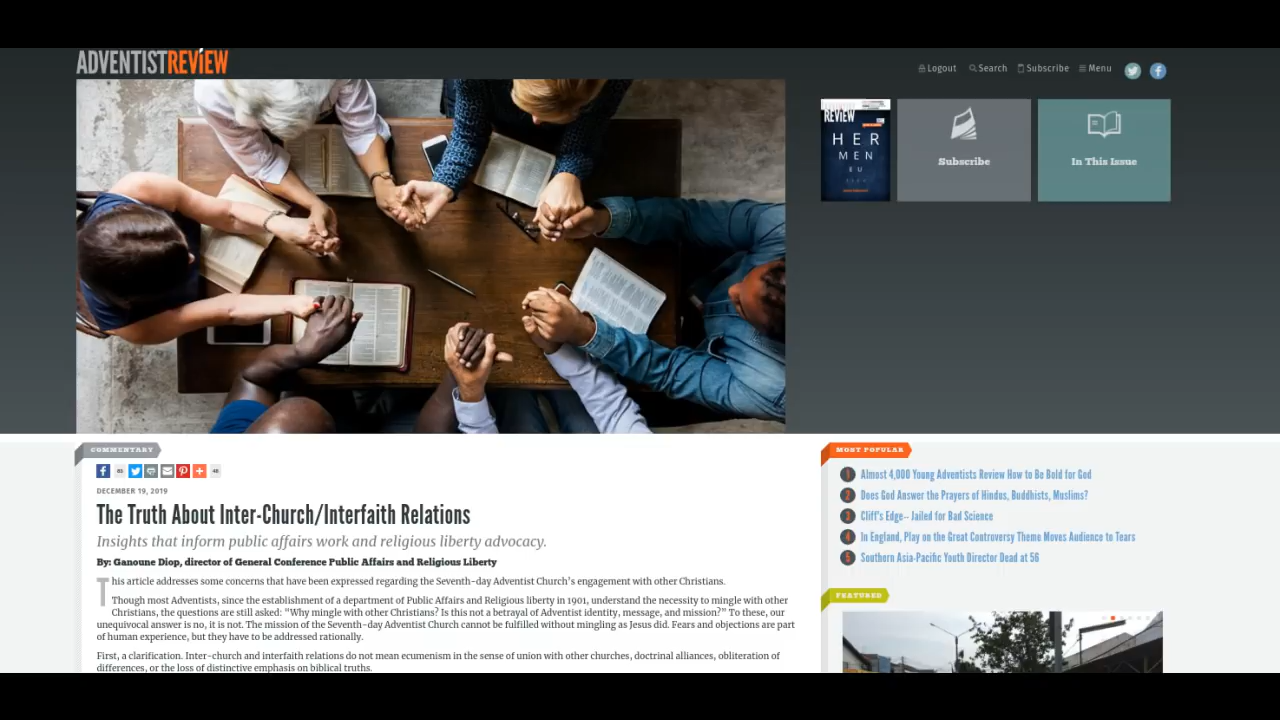 ADVENTISTREVIEW
Logout Search Subscribe Menu
REVIEW
HER
MEN
EU
Subscribe
In This Issue
COMMENTARY
DECEMBER 19, 2019
The Truth About Inter-Church/Interfaith Relations
Insights that inform public affairs work and religious liberty advocacy.
By: Ganoune Diop, director of General Conference Public Affairs and Religious Liberty
This article addresses some concerns that have been expressed regarding the Seventh-day Adventist Church's engagement with other Christians.
Though most Adventists, since the establishment of a department of Public Affairs and Religious liberty in 1901, understand the necessity to mingle with other
Christians, the questions are still asked: "Why mingle with other Christians? Is this not a betrayal of Adventist identity, message, and mission?" To these, our
unequivocal answer is no, it is not. The mission of the Seventh-day Adventist Church cannot be fulfilled without mingling as Jesus did. Fears and objections are part
of human experience, but they have to be addressed rationally.
First, a clarification. Inter-church and interfaith relations do not mean ecumenism in the sense of union with other churches, doctrinal alliances, obliteration of
differences, or the loss of distinctive emphasis on biblical truths.
MOST POPULAR
1 Almost 4,000 Young Adventists Review How to Be Bold for God
2 Does God Answer the Prayers of Hindus, Buddhists, Muslims?
3 Cliff's Edge-- Jailed for Bad Science
4 In England, Play on the Great Controversy Theme Moves Audience to Tears
5 Southern Asia-Pacific Youth Director Dead at 56
FEATURED